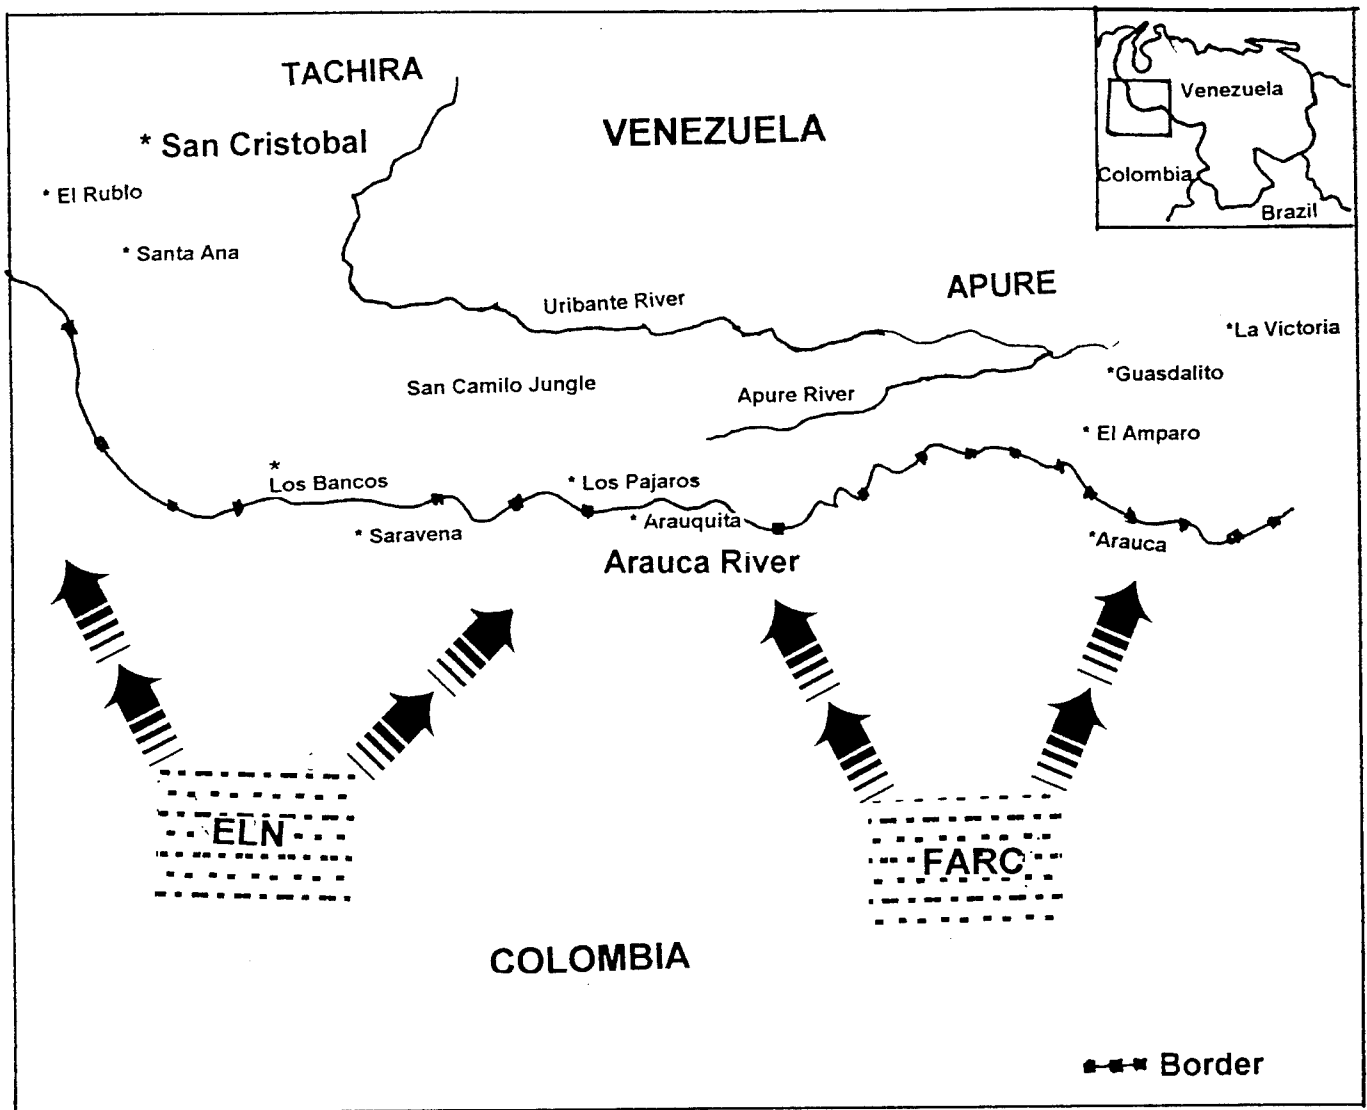 TACHIRA
VENEZUELA
* San Cristobal
* El Rubio
* Santa Ana
Venezuela
Colombia
Brazil
Uribante River
APURE
*La Victoria
San Camilo Jungle
Apure River
*Guasdalito
* El Amparo
*
Los Bancos
* Los Pajaros
* Saravena
* Arauquita
*Arauca
Arauca River
ELN
FARC
COLOMBIA
Border